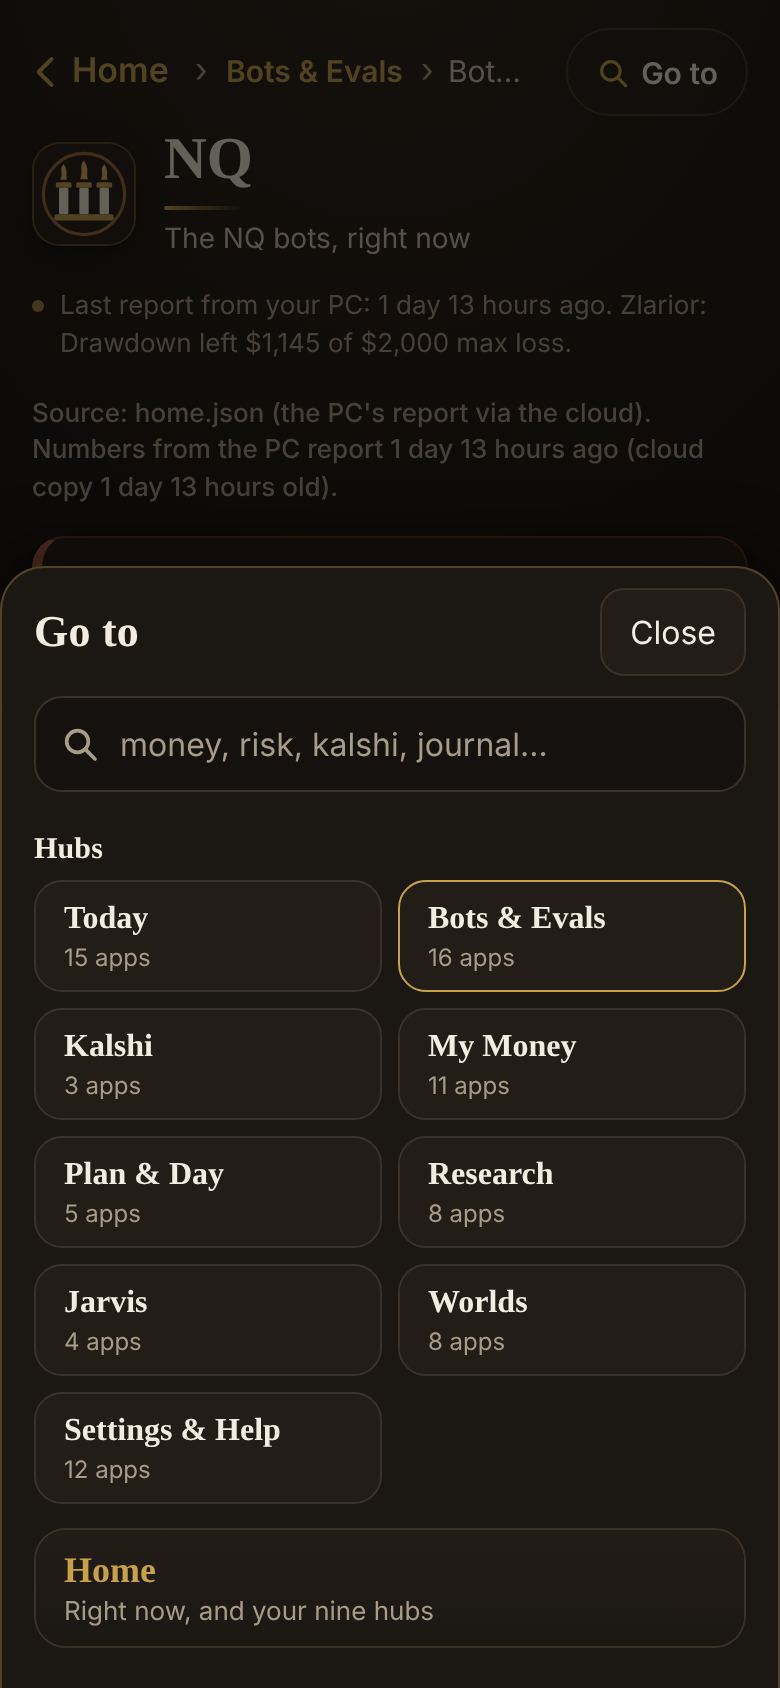 Home › Bots & Evals › Bot...
Go to
NQ
The NQ bots, right now
Last report from your PC: 1 day 13 hours ago. Zlarior:
Drawdown left $1,145 of $2,000 max loss.
Source: home.json (the PC's report via the cloud).
Numbers from the PC report 1 day 13 hours ago (cloud
copy 1 day 13 hours old).
Go to
Close
money, risk, kalshi, journal...
Hubs
Today
15 apps
Bots & Evals
16 apps
Kalshi
3 apps
My Money
11 apps
Plan & Day
5 apps
Research
8 apps
Jarvis
4 apps
Worlds
8 apps
Settings & Help
12 apps
Home
Right now, and your nine hubs